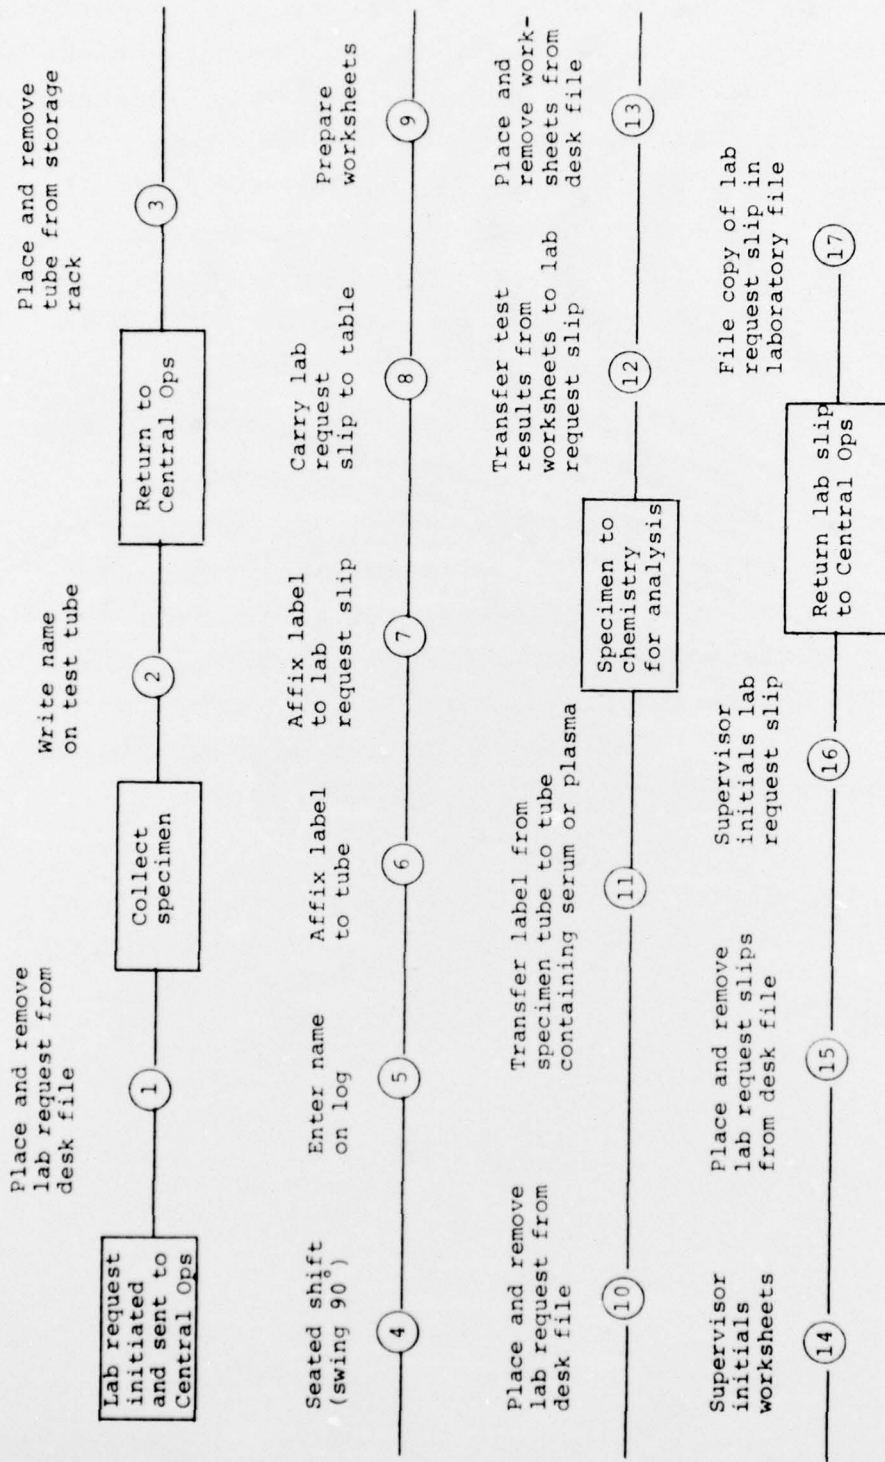 Lab request
initiated
and sent to
Central Ops
Place and remove
lab request from
desk file
1
Collect
specimen
Write name
on test tube
2
Return to
Central Ops
Place and remove
tube from storage
rack
3
Seated shift
(swing 90°)
4
Enter name
on log
5
Affix label
to tube
6
Affix label
to lab
request slip
7
Carry lab
request
slip to table
8
Prepare
worksheets
9
Place and remove
lab request from
desk file
10
Transfer label from
specimen tube to tube
containing serum or plasma
11
Specimen to
chemistry
for analysis
Transfer test
results from
worksheets to lab
request slip
12
Place and
remove work-
sheets from
desk file
13
Supervisor
initials
worksheets
14
Place and remove
lab request slips
from desk file
15
Supervisor
initials lab
request slip
16
Return lab slip
to Central Ops
File copy of lab
request slip in
laboratory file
17